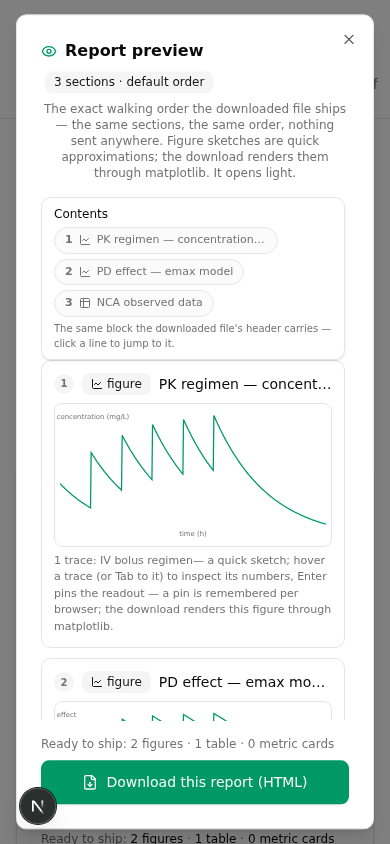 Report preview
3 sections · default order
The exact walking order the downloaded file ships
— the same sections, the same order, nothing
sent anywhere. Figure sketches are quick
approximations; the download renders them
through matplotlib. It opens light.
Contents
1 PK regimen — concentration…
2 PD effect — emax model
3 NCA observed data
The same block the downloaded file's header carries —
click a line to jump to it.
1 figure PK regimen — concent…
concentration (mg/L)
time (h)
1 trace: IV bolus regimen— a quick sketch; hover
a trace (or Tab to it) to inspect its numbers, Enter
pins the readout — a pin is remembered per
browser; the download renders this figure through
matplotlib.
2 figure PD effect — emax mo…
effect
Ready to ship: 2 figures · 1 table · 0 metric cards
Download this report (HTML)
N
Ready to ship: 2 figures · 1 table · 0 metric cards